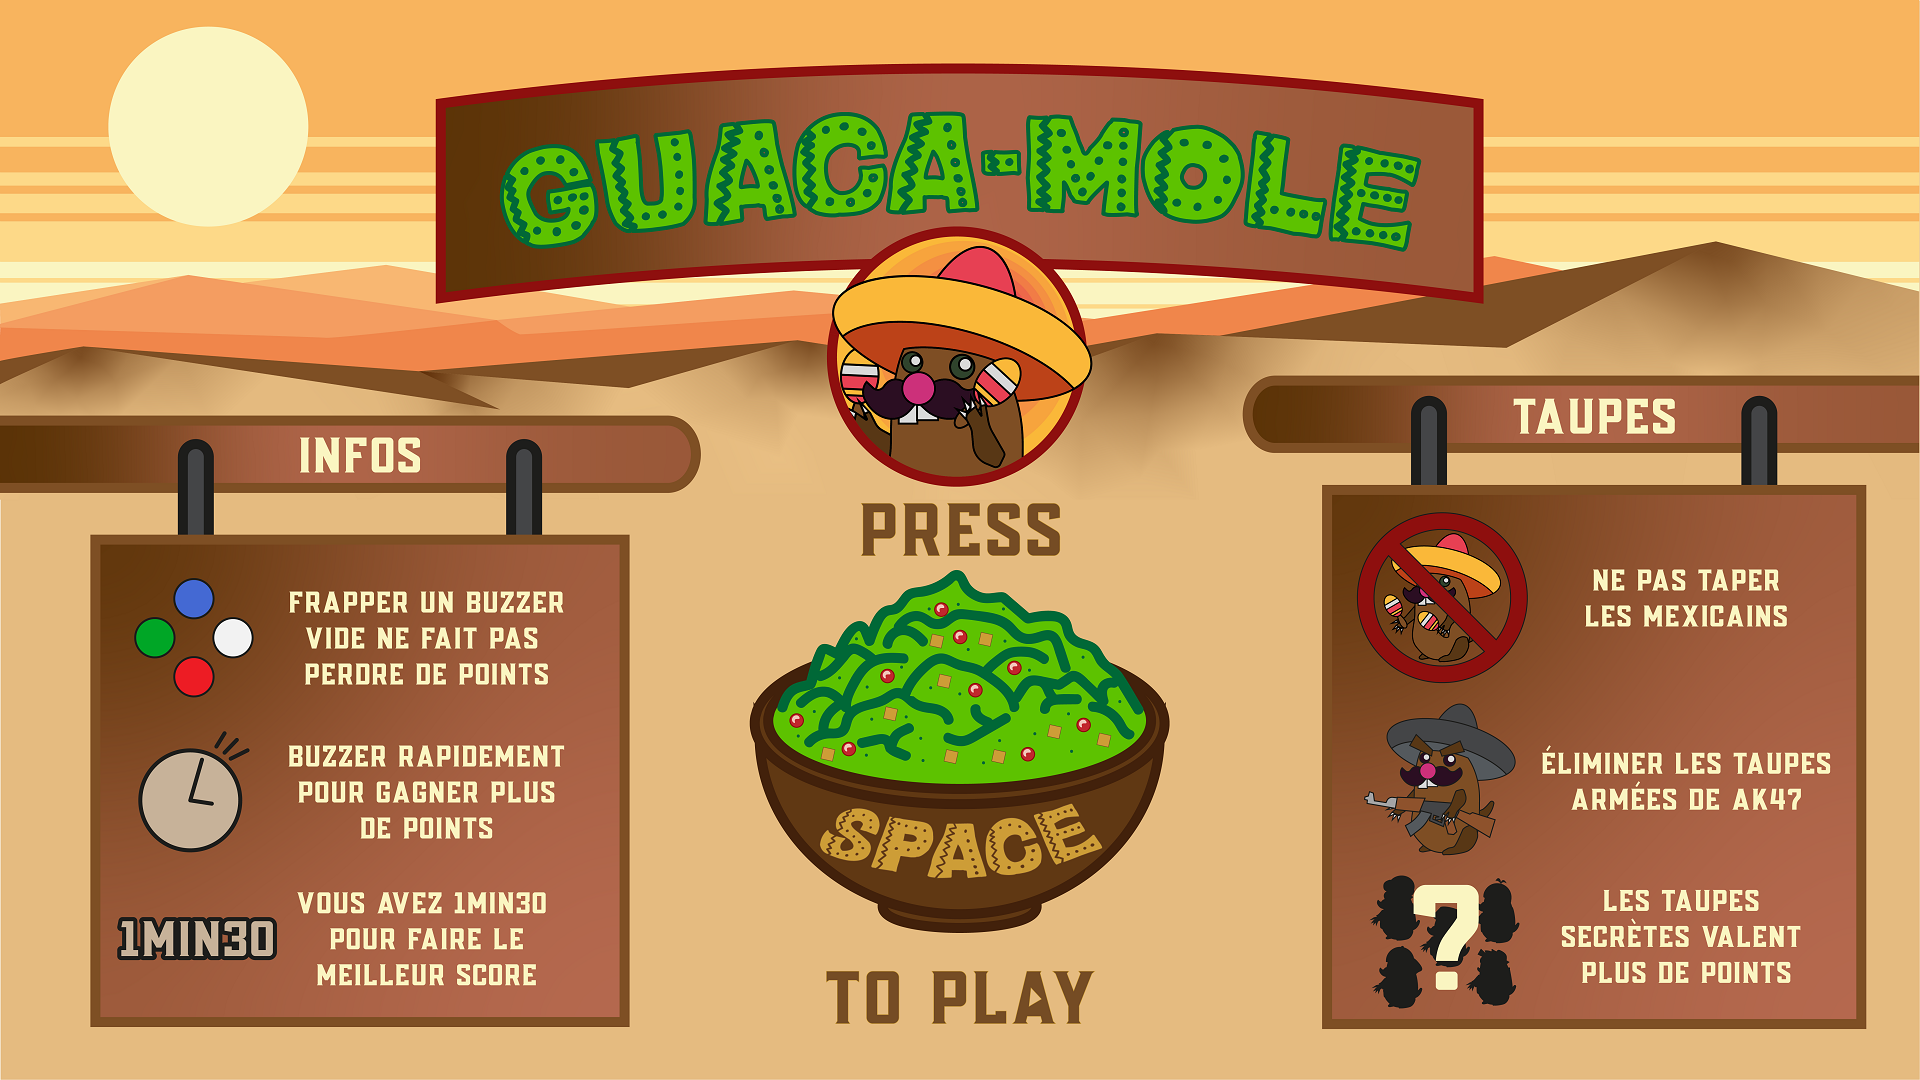 GUACA-MOLE
INFOS
FRAPPER UN BUZZER
VIDE NE FAIT PAS
PERDRE DE POINTS
BUZZER RAPIDEMENT
POUR GAGNER PLUS
DE POINTS
1MIN30
VOUS AVEZ 1MIN30
POUR FAIRE LE
MEILLEUR SCORE
PRESS
SPACE
TO PLAY
TAUPES
NE PAS TAPER
LES MEXICAINS
ÉLIMINER LES TAUPES
ARMÉES DE AK47
?
LES TAUPES
SECRÈTES VALENT
PLUS DE POINTS